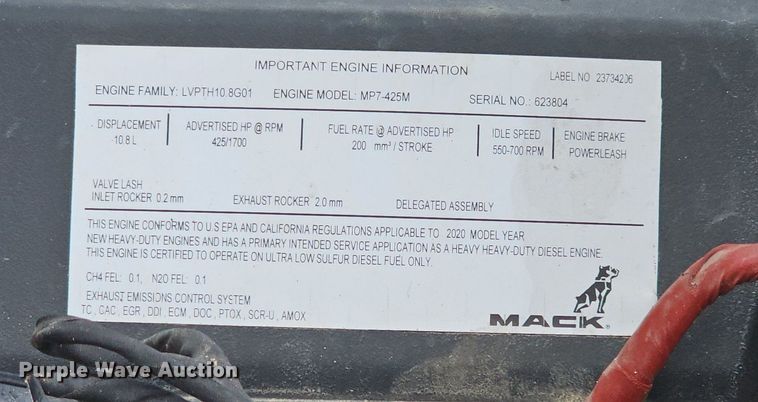 IMPORTANT ENGINE INFORMATION
LABEL NO 23734206
ENGINE FAMILY: LVPTH10.8G01 ENGINE MODEL: MP7-425M SERIAL NO.: 623804
DISPLACEMENT ADVERTISED HP @ RPM FUEL RATE @ ADVERTISED HP IDLE SPEED ENGINE BRAKE
10.8 L 425/1700 200 mm³ / STROKE 550-700 RPM POWERLEASH
VALVE LASH
INLET ROCKER 0.2 mm EXHAUST ROCKER 2.0 mm DELEGATED ASSEMBLY
THIS ENGINE CONFORMS TO U.S EPA AND CALIFORNIA REGULATIONS APPLICABLE TO 2020 MODEL YEAR
NEW HEAVY-DUTY ENGINES AND HAS A PRIMARY INTENDED SERVICE APPLICATION AS A HEAVY HEAVY-DUTY DIESEL ENGINE.
THIS ENGINE IS CERTIFIED TO OPERATE ON ULTRA LOW SULFUR DIESEL FUEL ONLY.
CH4 FEL: 0.1, N2O FEL: 0.1
EXHAUST EMISSIONS CONTROL SYSTEM
TC, CAC, EGR, DDI, ECM, DOC, PTOX, SCR-U, AMOX
MACK
Purple Wave Auction